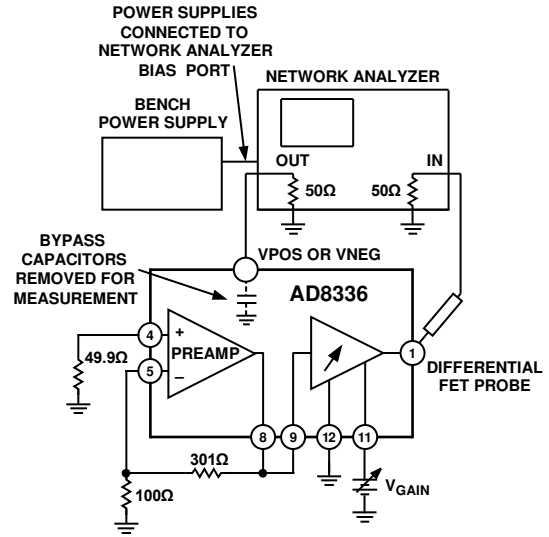 POWER SUPPLIES
CONNECTED TO
NETWORK ANALYZER
BIAS PORT
NETWORK ANALYZER
BENCH
POWER SUPPLY
OUT
IN
50Ω
50Ω
BYPASS
CAPACITORS
REMOVED FOR
MEASUREMENT
VPOS OR VNEG
AD8336
4
+
PREAMP
49.9Ω
5
–
1
DIFFERENTIAL
FET PROBE
8
9
12
11
301Ω
100Ω
VGAIN